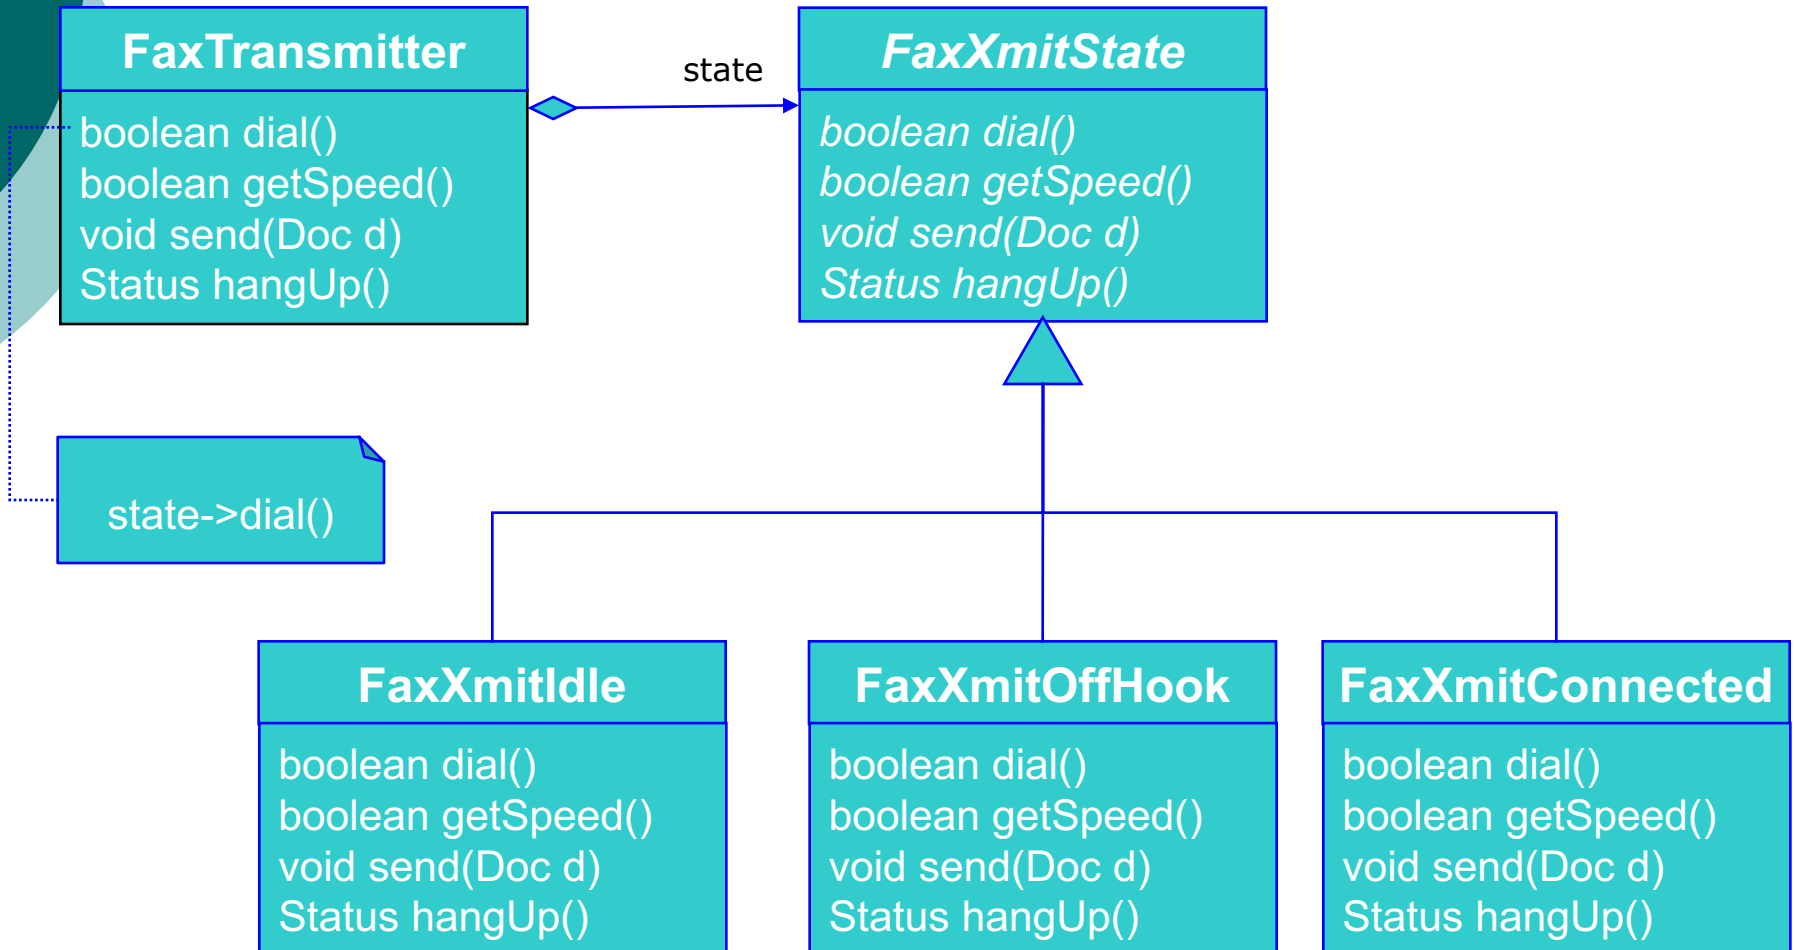 FaxTransmitter
boolean dial()
boolean getSpeed()
void send(Doc d)
Status hangUp()
state
FaxXmitState
boolean dial()
boolean getSpeed()
void send(Doc d)
Status hangUp()
state->dial()
FaxXmitIdle
boolean dial()
boolean getSpeed()
void send(Doc d)
Status hangUp()
FaxXmitOffHook
boolean dial()
boolean getSpeed()
void send(Doc d)
Status hangUp()
FaxXmitConnected
boolean dial()
boolean getSpeed()
void send(Doc d)
Status hangUp()